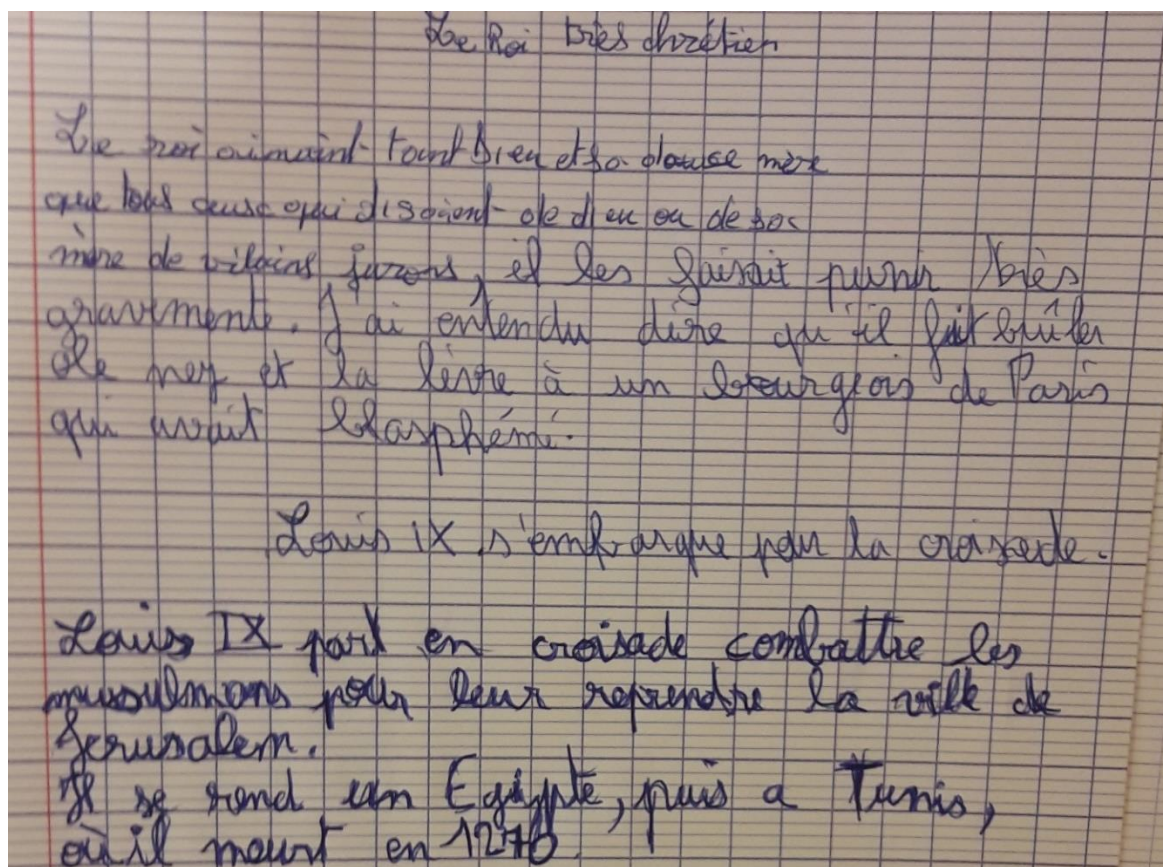 Le Roi très chrétien
Le roi aimaint tant Dieu et sa douce mère
que tous ceuse qui disaient de dieu ou de sa
mère de vilains jurons, il les faisait punir très
gravement. J'ai entendu dire qu'il fait brûler
le nez et la lèvre à un bourgeois de Paris
qui avait blasphémé.
Louis IX s'embarque pour la croisade.
Louis IX part en croisade combattre les
musulmans pour leur reprendre la ville de
Jerusalem.
Il se rend en Egypte, puis a Tunis,
où il meurt en 1270.